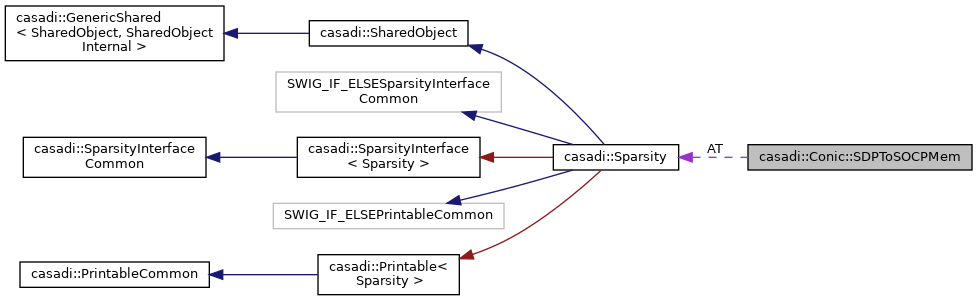 casadi::GenericShared
< SharedObject, SharedObject
Internal >
casadi::SharedObject
SWIG_IF_ELSESparsityInterface
Common
casadi::SparsityInterface
Common
casadi::SparsityInterface
< Sparsity >
casadi::Sparsity
AT
casadi::Conic::SDPToSOCPMem
SWIG_IF_ELSEPrintableCommon
casadi::PrintableCommon
casadi::Printable<
Sparsity >